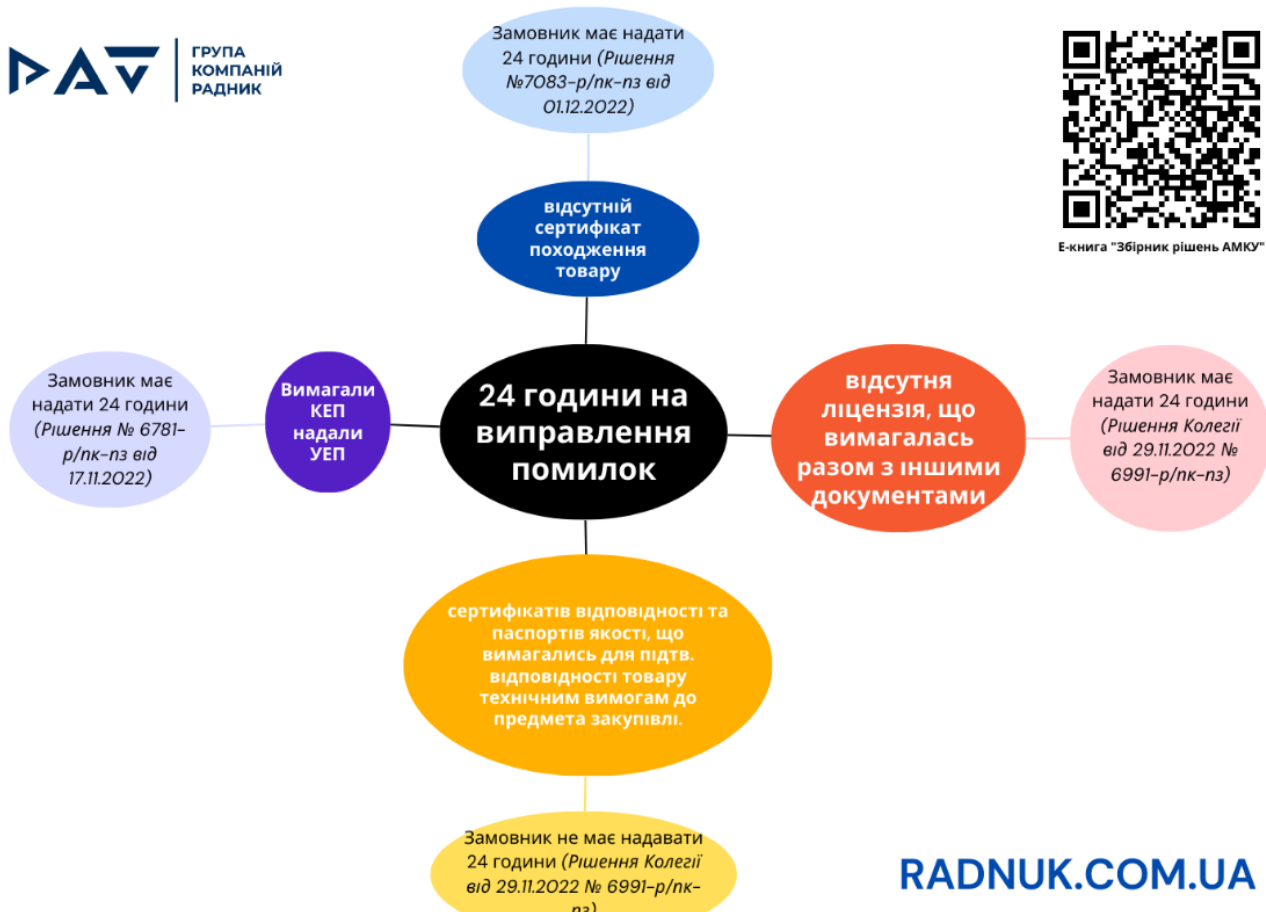 ГРУПА
КОМПАНІЙ
РАДНИК
Замовник має надати
24 години (Рішення
№7083-р/пк-пз від
01.12.2022)
Е-книга "Збірник рішень АМКУ"
відсутній
сертифікат
походження
товару
Замовник має
надати 24 години
(Рішення № 6781-
р/пк-пз від
17.11.2022)
Вимагали
КЕП
надали
УЕП
24 години на
виправлення
помилок
відсутня
ліцензія, що
вимагалась
разом з іншими
документами
Замовник має
надати 24 години
(Рішення Колегії
від 29.11.2022 №
6991-р/пк-пз)
сертифікатів відповідності та
паспортів якості, що
вимагались для підтв.
відповідності товару
технічним вимогам до
предмета закупівлі.
Замовник не має надавати
24 години (Рішення Колегії
від 29.11.2022 № 6991-р/пк-
пз)
RADNUK.COM.UA